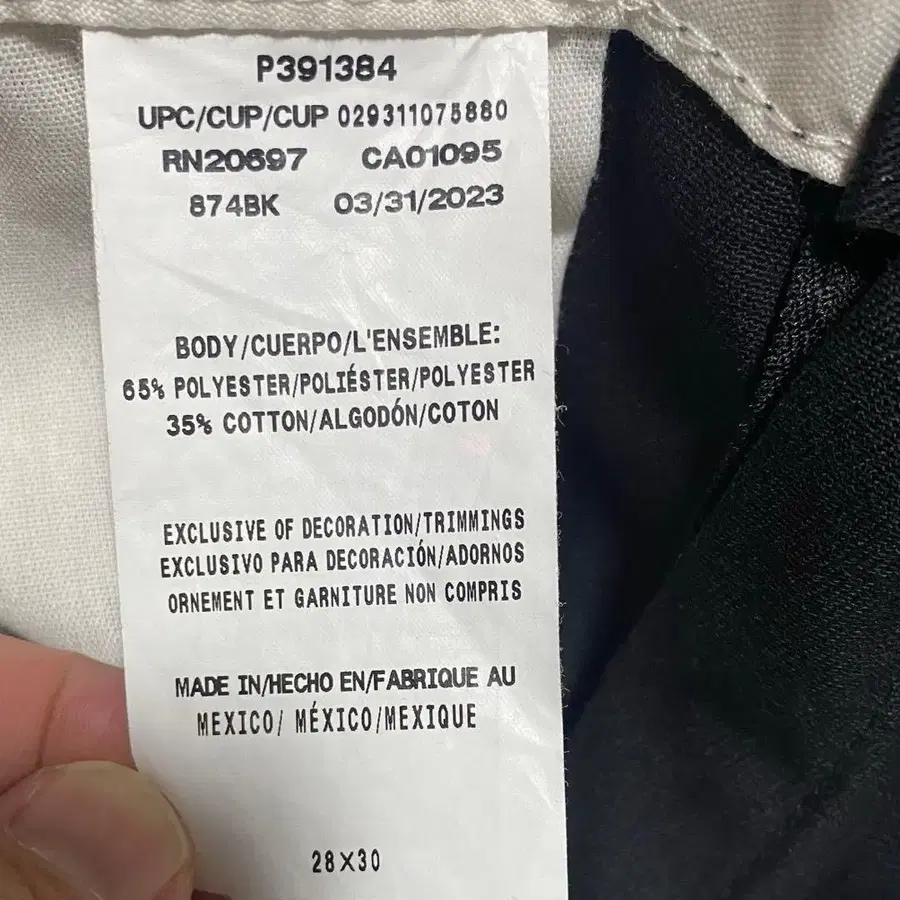 P391384
UPC/CUP/CUP 029311075880
RN20697 CA01095
874BK 03/31/2023
BODY/CUERPO/L'ENSEMBLE:
65% POLYESTER/POLIÉSTER/POLYESTER
35% COTTON/ALGODÓN/COTON
EXCLUSIVE OF DECORATION/TRIMMINGS
EXCLUSIVO PARA DECORACIÓN/ADORNOS
ORNEMENT ET GARNITURE NON COMPRIS
MADE IN/HECHO EN/FABRIQUE AU
MEXICO/ MÉXICO/MEXIQUE
28X30